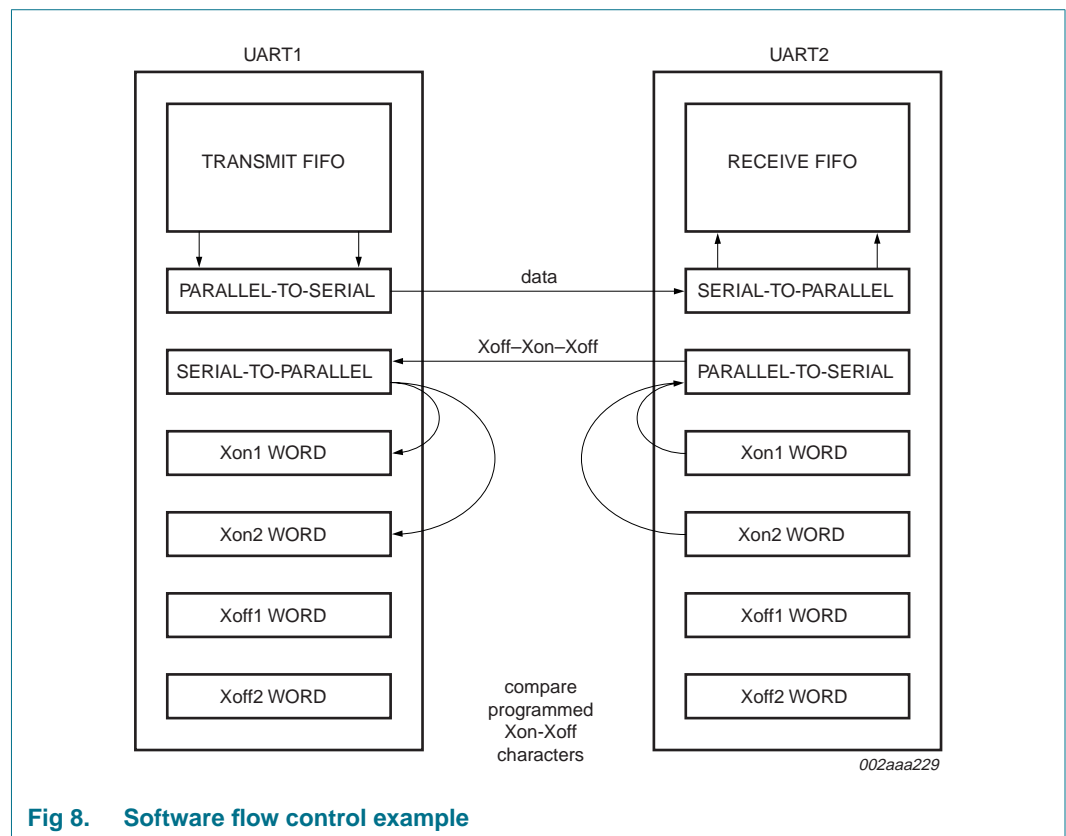 UART1
UART2
TRANSMIT FIFO
RECEIVE FIFO
PARALLEL-TO-SERIAL
data
SERIAL-TO-PARALLEL
Xoff–Xon–Xoff
SERIAL-TO-PARALLEL
PARALLEL-TO-SERIAL
Xon1 WORD
Xon1 WORD
Xon2 WORD
Xon2 WORD
Xoff1 WORD
Xoff1 WORD
Xoff2 WORD
Xoff2 WORD
compare
programmed
Xon-Xoff
characters
002aaa229
Fig 8. Software flow control example